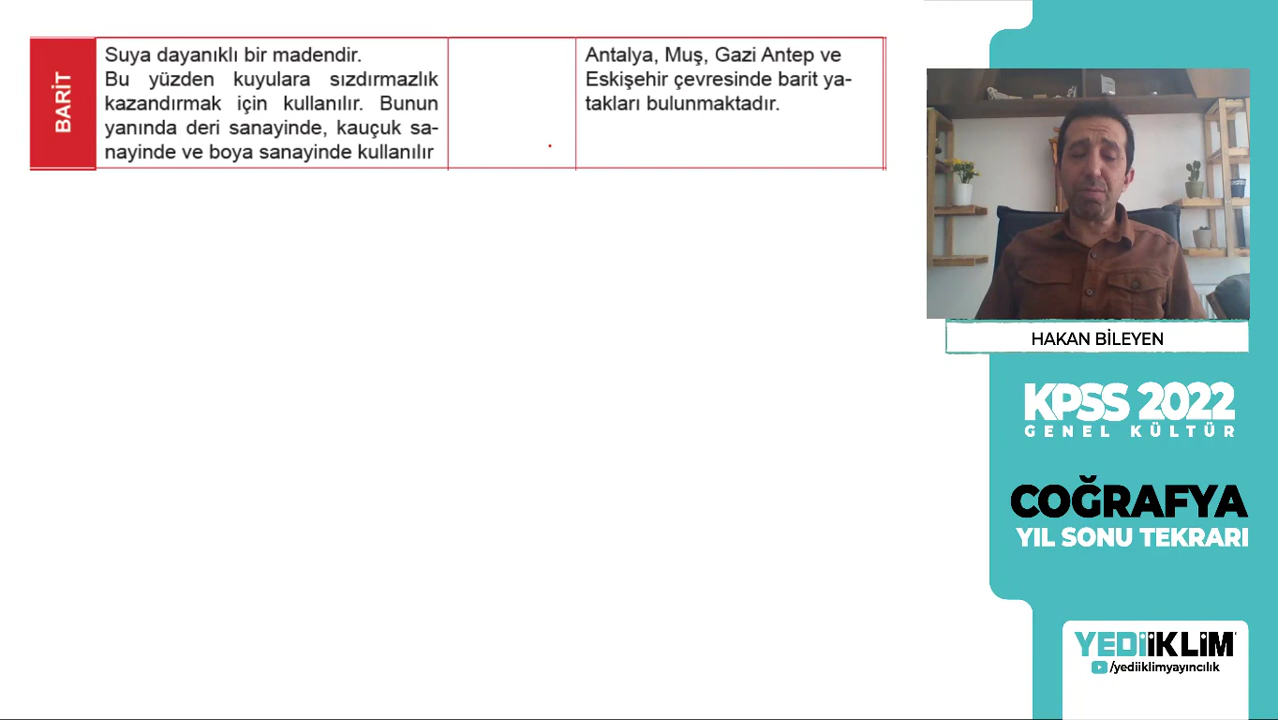 BARİT
Suya dayanıklı bir madendir.
Bu yüzden kuyulara sızdırmazlık
kazandırmak için kullanılır. Bunun
yanında deri sanayinde, kauçuk sa-
nayinde ve boya sanayinde kullanılır
Antalya, Muş, Gazi Antep ve
Eskişehir çevresinde barit ya-
takları bulunmaktadır.
HAKAN BİLEYEN
KPSS 2022
GENEL KÜLTÜR
COĞRAFYA
YIL SONU TEKRARI
YEDİİKLİM
/yediiklimyayıncılık